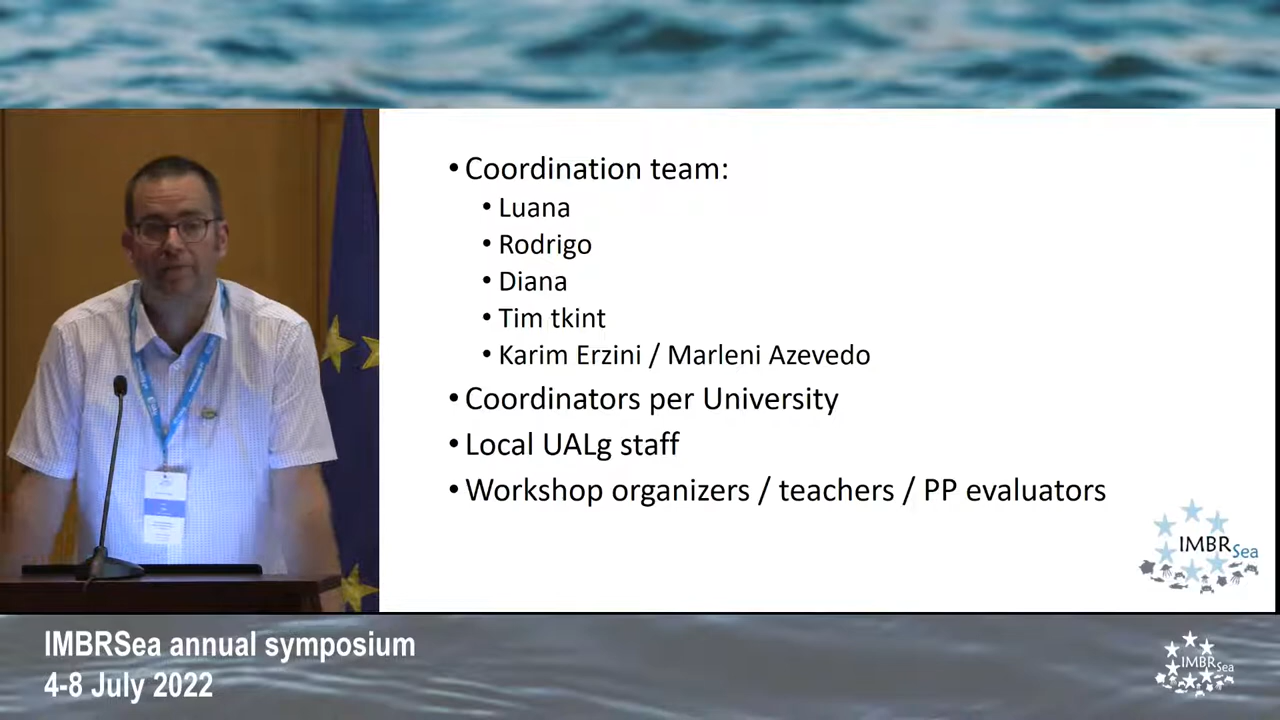 • Coordination team:
• Luana
• Rodrigo
• Diana
• Tim tkint
• Karim Erzini / Marleni Azevedo
• Coordinators per University
• Local UALg staff
• Workshop organizers / teachers / PP evaluators
IMBRSea
IMBRSea annual symposium
4-8 July 2022
IMBRSea